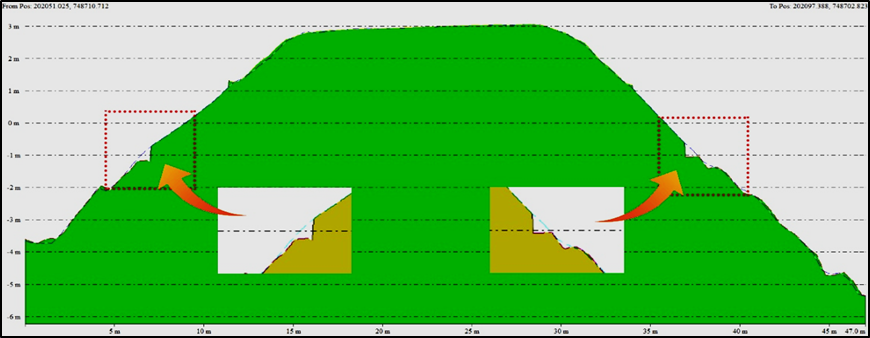 From Pos: 202051.025, 748710.712
To Pos: 202097.388, 748702.823
3 m
2 m
1 m
0 m
-1 m
-2 m
-3 m
-4 m
-5 m
-6 m
5 m
10 m
15 m
20 m
25 m
30 m
35 m
40 m
45 m
47.0 m